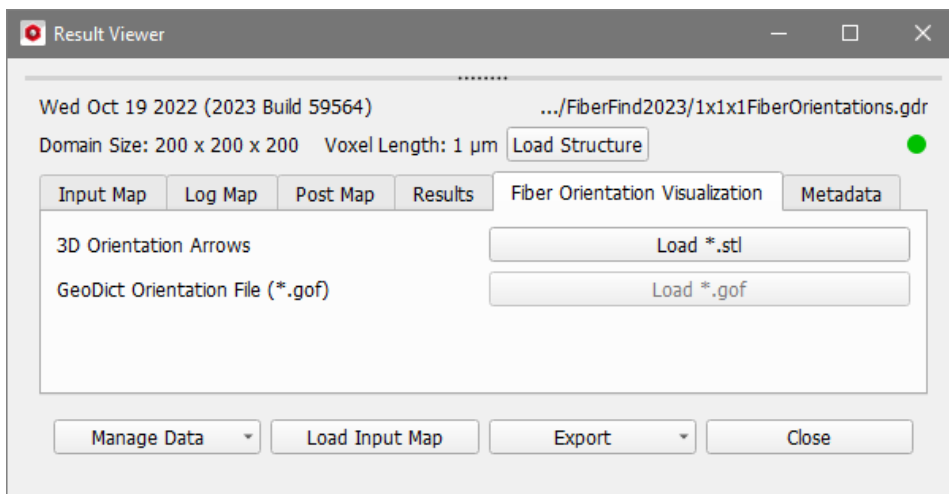 Result Viewer
Wed Oct 19 2022 (2023 Build 59564) .../FiberFind2023/1x1x1FiberOrientations.gdr
Domain Size: 200 x 200 x 200 Voxel Length: 1 µm Load Structure
Input Map Log Map Post Map Results Fiber Orientation Visualization Metadata
3D Orientation Arrows Load *.stl
GeoDict Orientation File (*.gof) Load *.gof
Manage Data Load Input Map Export Close